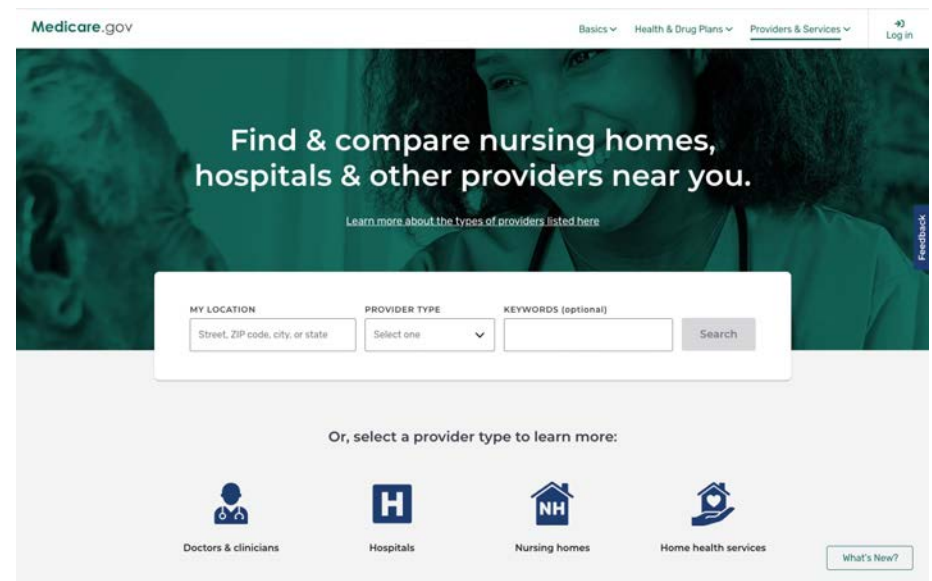 Medicare.gov
Basics
Health & Drug Plans
Providers & Services
Log in
Find & compare nursing homes,
hospitals & other providers near you.
Learn more about the types of providers listed here
Feedback
MY LOCATION
PROVIDER TYPE
KEYWORDS (optional)
Street, ZIP code, city, or state
Select one
Search
Or, select a provider type to learn more:
H
NH
Doctors & clinicians
Hospitals
Nursing homes
Home health services
What's New?